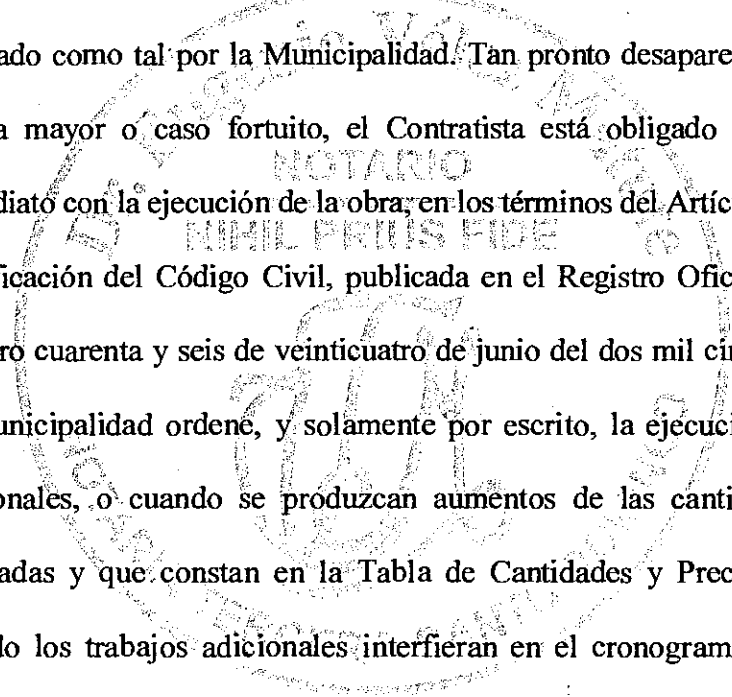 ado como tal por la Municipalidad. Tan pronto desapare
a mayor o caso fortuito, el Contratista está obligado
NOTARIO
diato con la ejecución de la obra, en los términos del Artíc
NIHIL PRIUS FIDE
ficación del Código Civil, publicada en el Registro Ofic
ro cuarenta y seis de veinticuatro de junio del dos mil cin
unicipalidad ordene, y solamente por escrito, la ejecuci
onales, o cuando se produzcan aumentos de las canti
adas y que constan en la Tabla de Cantidades y Prec
do los trabajos adicionales interfieran en el cronogram